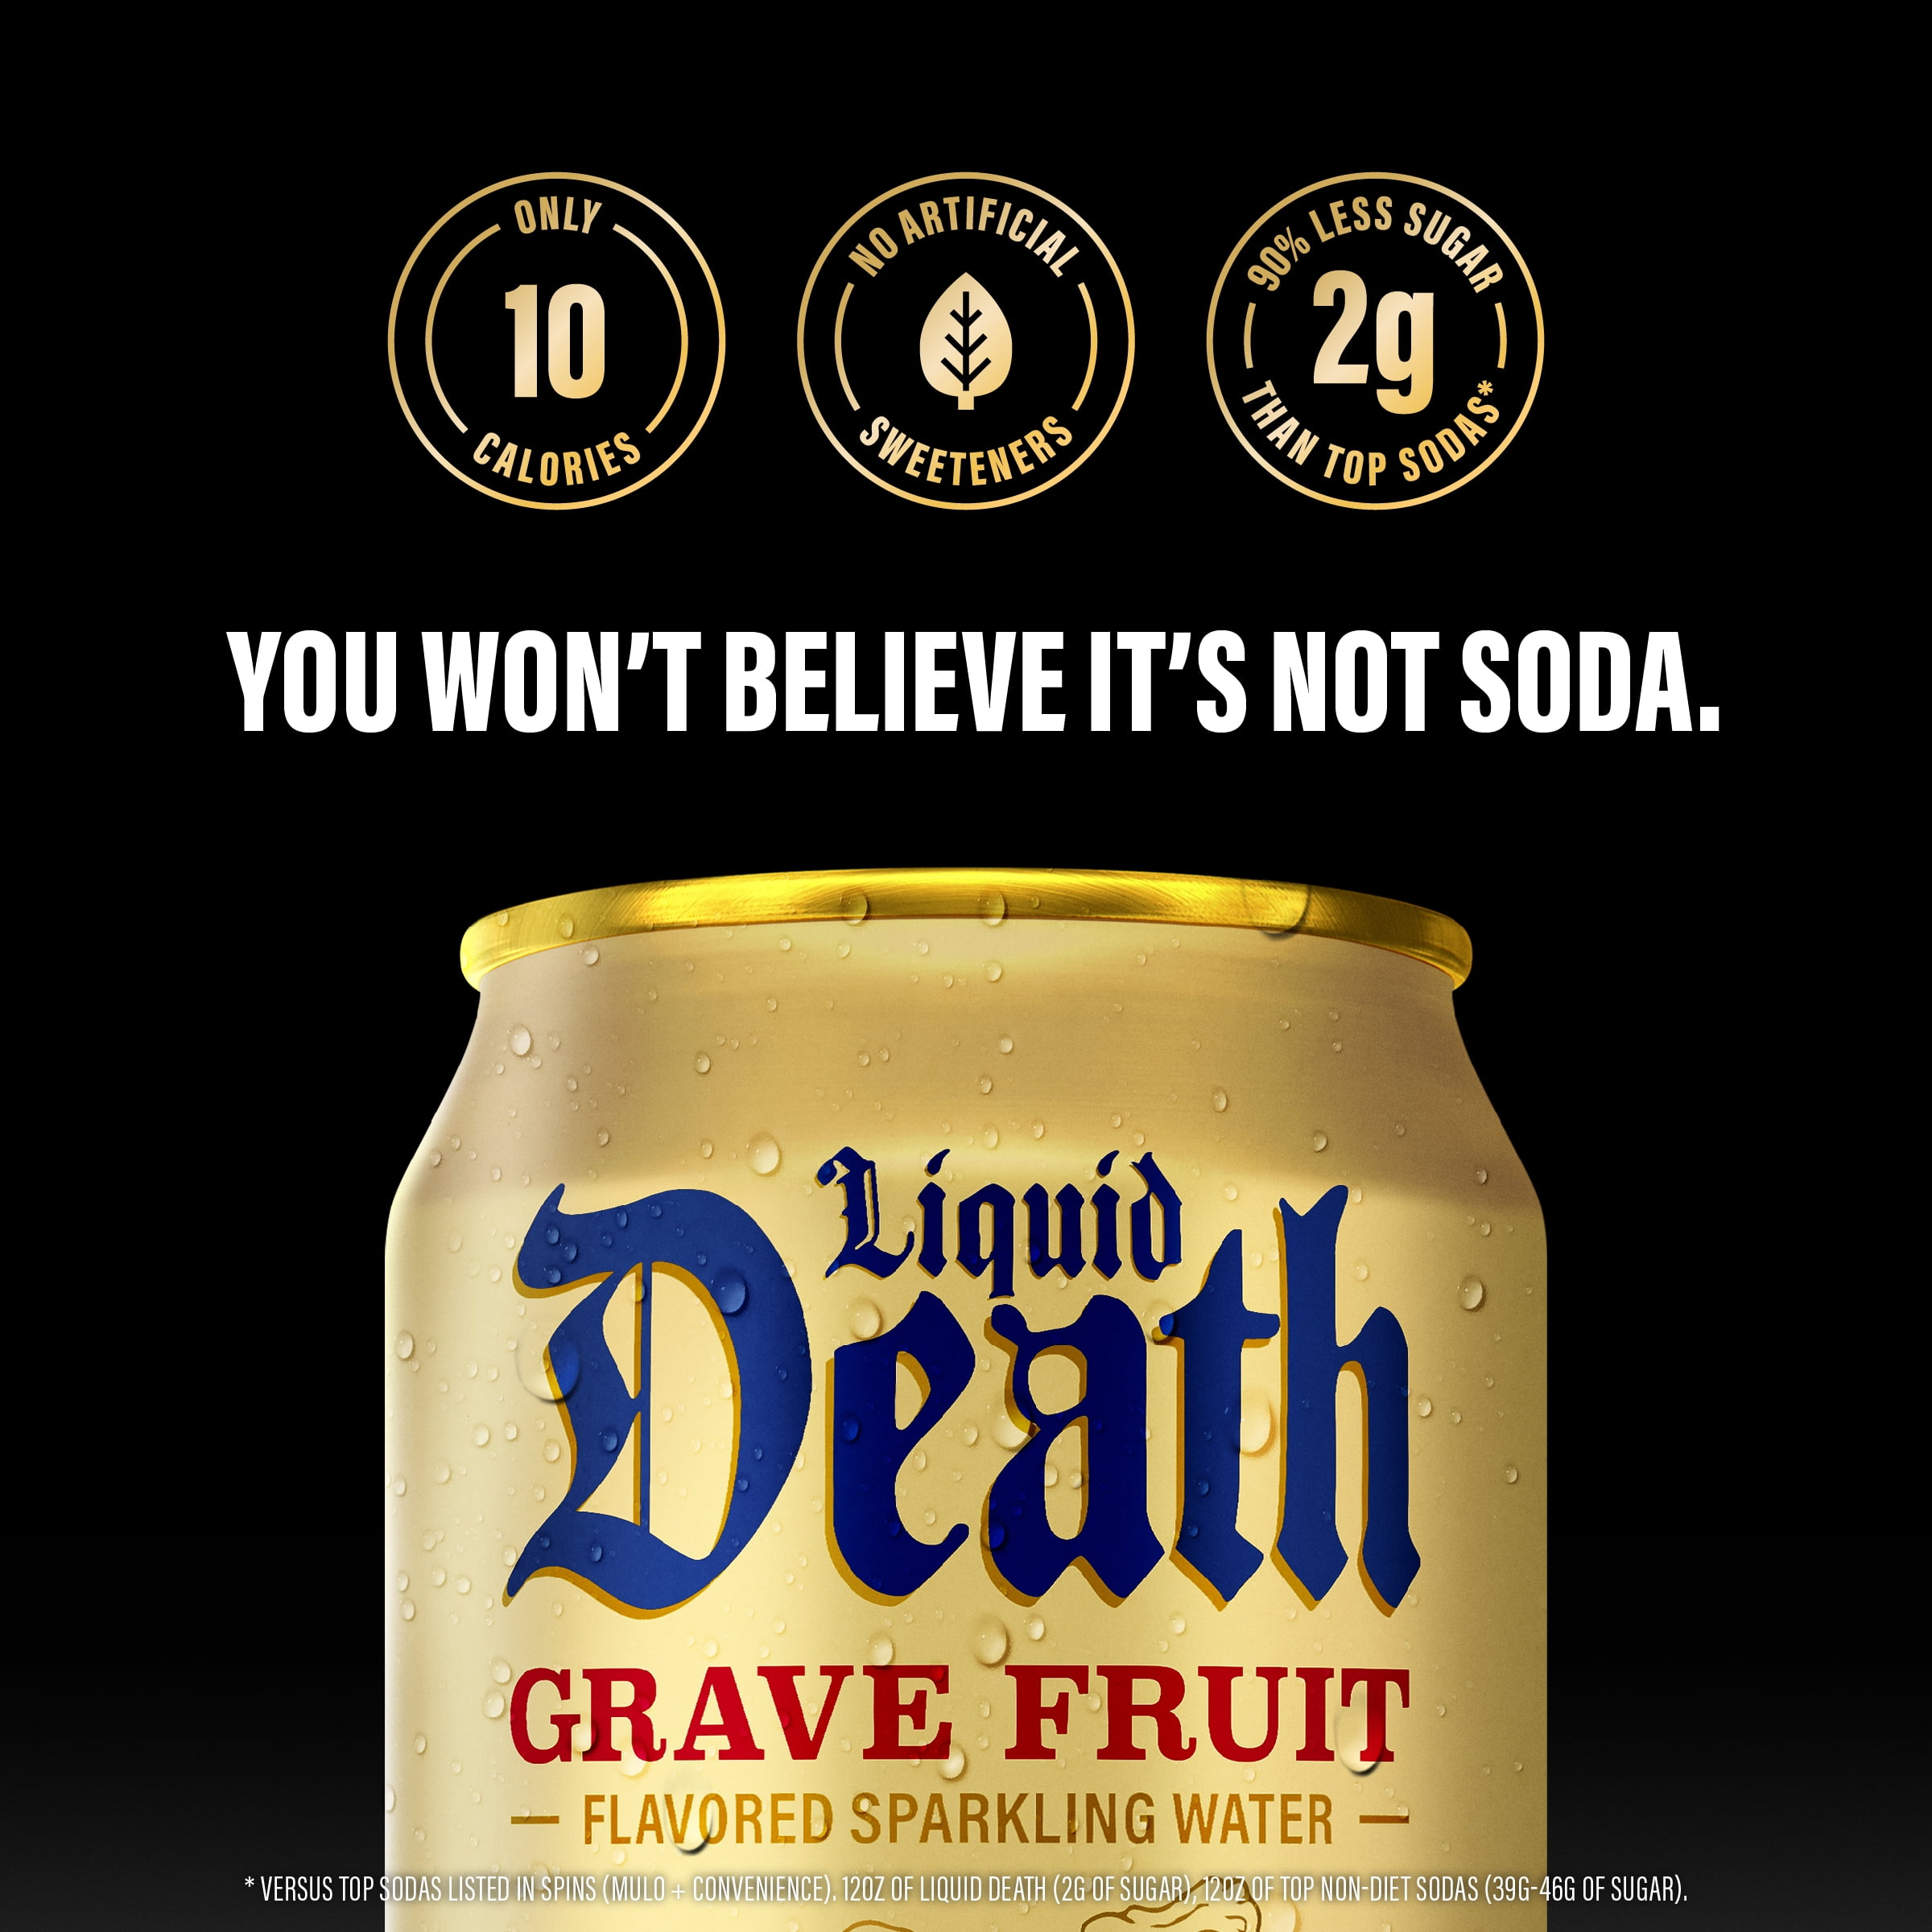 ONLY
10
CALORIES
NO ARTIFICIAL
SWEETENERS
90% LESS SUGAR
2g
THAN TOP SODAS*
YOU WON’T BELIEVE IT’S NOT SODA.
Liquid
Death
GRAVE FRUIT
— FLAVORED SPARKLING WATER —
* VERSUS TOP SODAS LISTED IN SPINS (MULO + CONVENIENCE). 12OZ OF LIQUID DEATH (2G OF SUGAR), 12OZ OF TOP NON-DIET SODAS (39G-46G OF SUGAR).